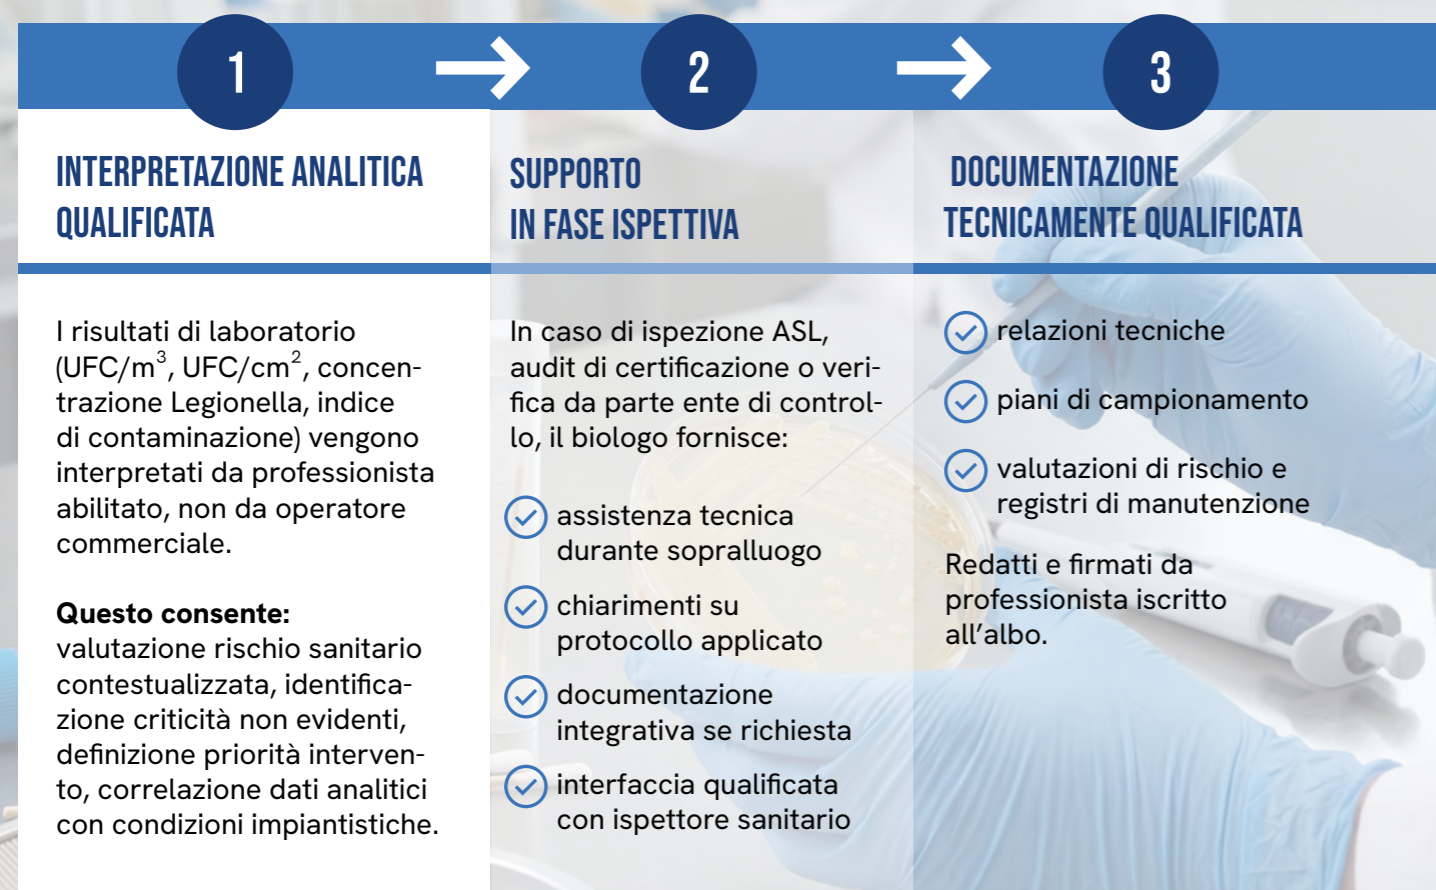 1
2
3
INTERPRETAZIONE ANALITICA
QUALIFICATA
I risultati di laboratorio
(UFC/m³, UFC/cm², concen-
trazione Legionella, indice
di contaminazione) vengono
interpretati da professionista
abilitato, non da operatore
commerciale.
Questo consente:
valutazione rischio sanitario
contestualizzata, identifica-
zione criticità non evidenti,
definizione priorità interven-
to, correlazione dati analitici
con condizioni impiantistiche.
SUPPORTO
IN FASE ISPETTIVA
In caso di ispezione ASL,
audit di certificazione o veri-
fica da parte ente di control-
lo, il biologo fornisce:
assistenza tecnica
durante sopralluogo
chiarimenti su
protocollo applicato
documentazione
integrativa se richiesta
interfaccia qualificata
con ispettore sanitario
DOCUMENTAZIONE
TECNICAMENTE QUALIFICATA
relazioni tecniche
piani di campionamento
valutazioni di rischio e
registri di manutenzione
Redatti e firmati da
professionista iscritto
all'albo.